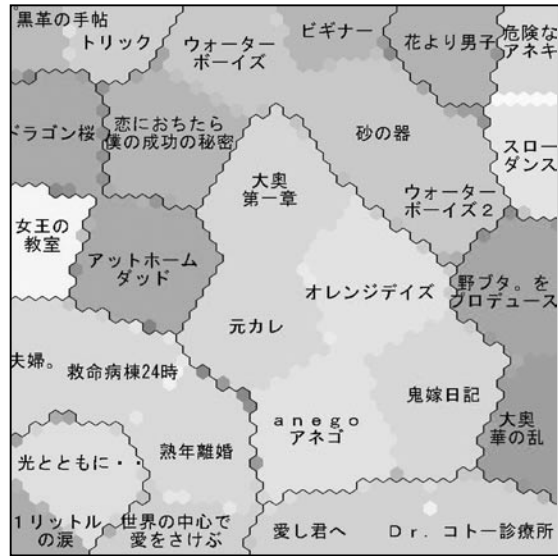 黒革の手帖
トリック
ウォーター
ボーイズ
ビギナー
花より男子
危険な
アネキ
ドラゴン桜
恋におちたら
僕の成功の秘密
砂の器
スロー
ダンス
大奥
第一章
ウォーター
ボーイズ２
女王の
教室
アットホーム
ダッド
オレンジデイズ
野ブタ。を
プロデュース
元カレ
夫婦。
救命病棟24時
鬼嫁日記
ａｎｅｇｏ
アネゴ
大奥
華の乱
光とともに・・
熟年離婚
１リットル
の涙
世界の中心で
愛をさけぶ
愛し君へ
Ｄｒ．コトー診療所